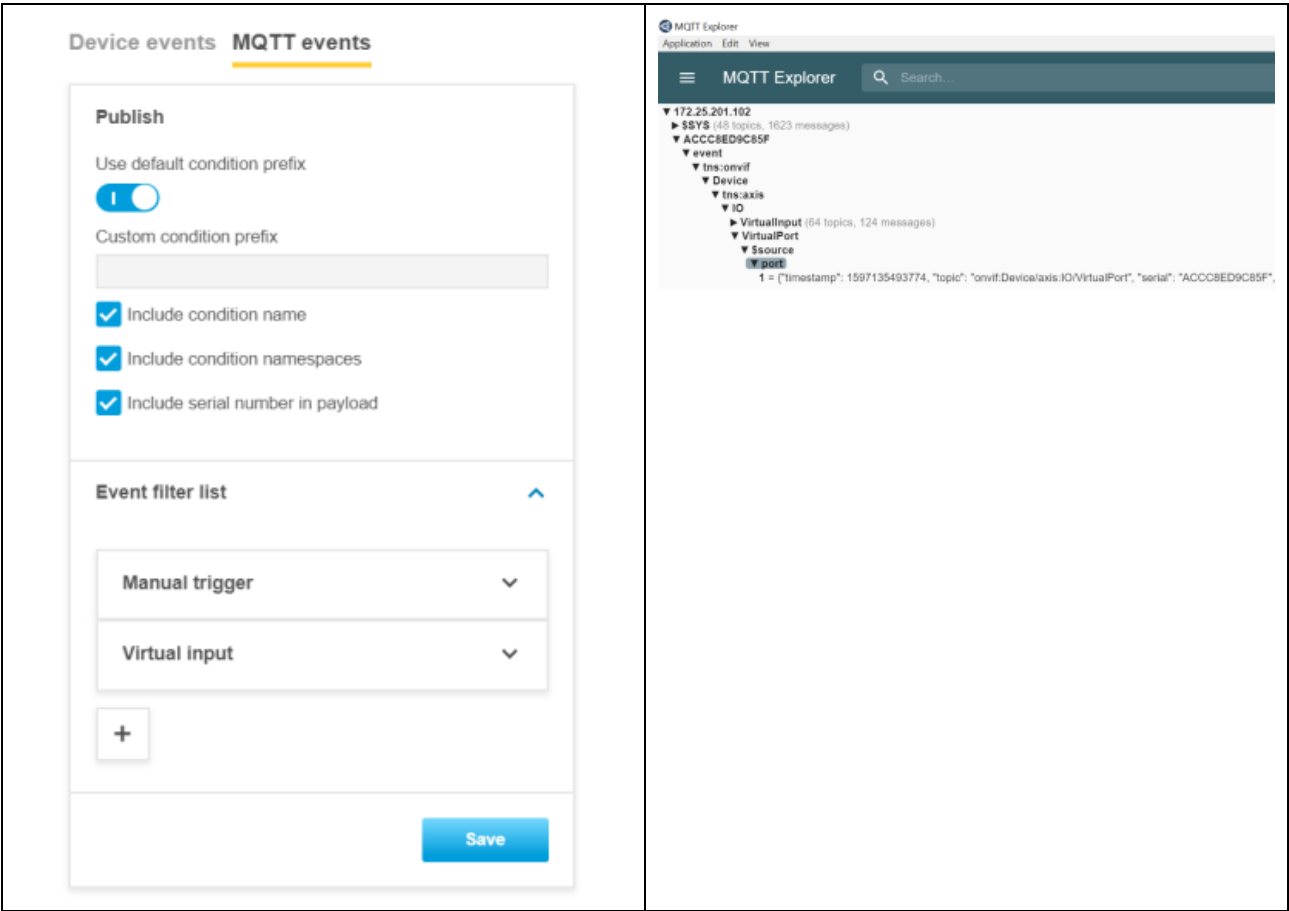 Device events MQTT events
Publish
Use default condition prefix
Custom condition prefix
Include condition name
Include condition namespaces
Include serial number in payload
Event filter list
Manual trigger
Virtual input
+
Save
MQTT Explorer
Application Edit View
MQTT Explorer
Search...
172.25.201.102
$SYS (48 topics, 1623 messages)
ACCC8ED9C85F
event
tns:onvif
Device
tns:axis
IO
VirtualInput (64 topics, 124 messages)
VirtualPort
$source
port
1 = {"timestamp": 1597135493774, "topic": "onvif:Device/axis:IO/VirtualPort", "serial": "ACCC8ED9C85F",